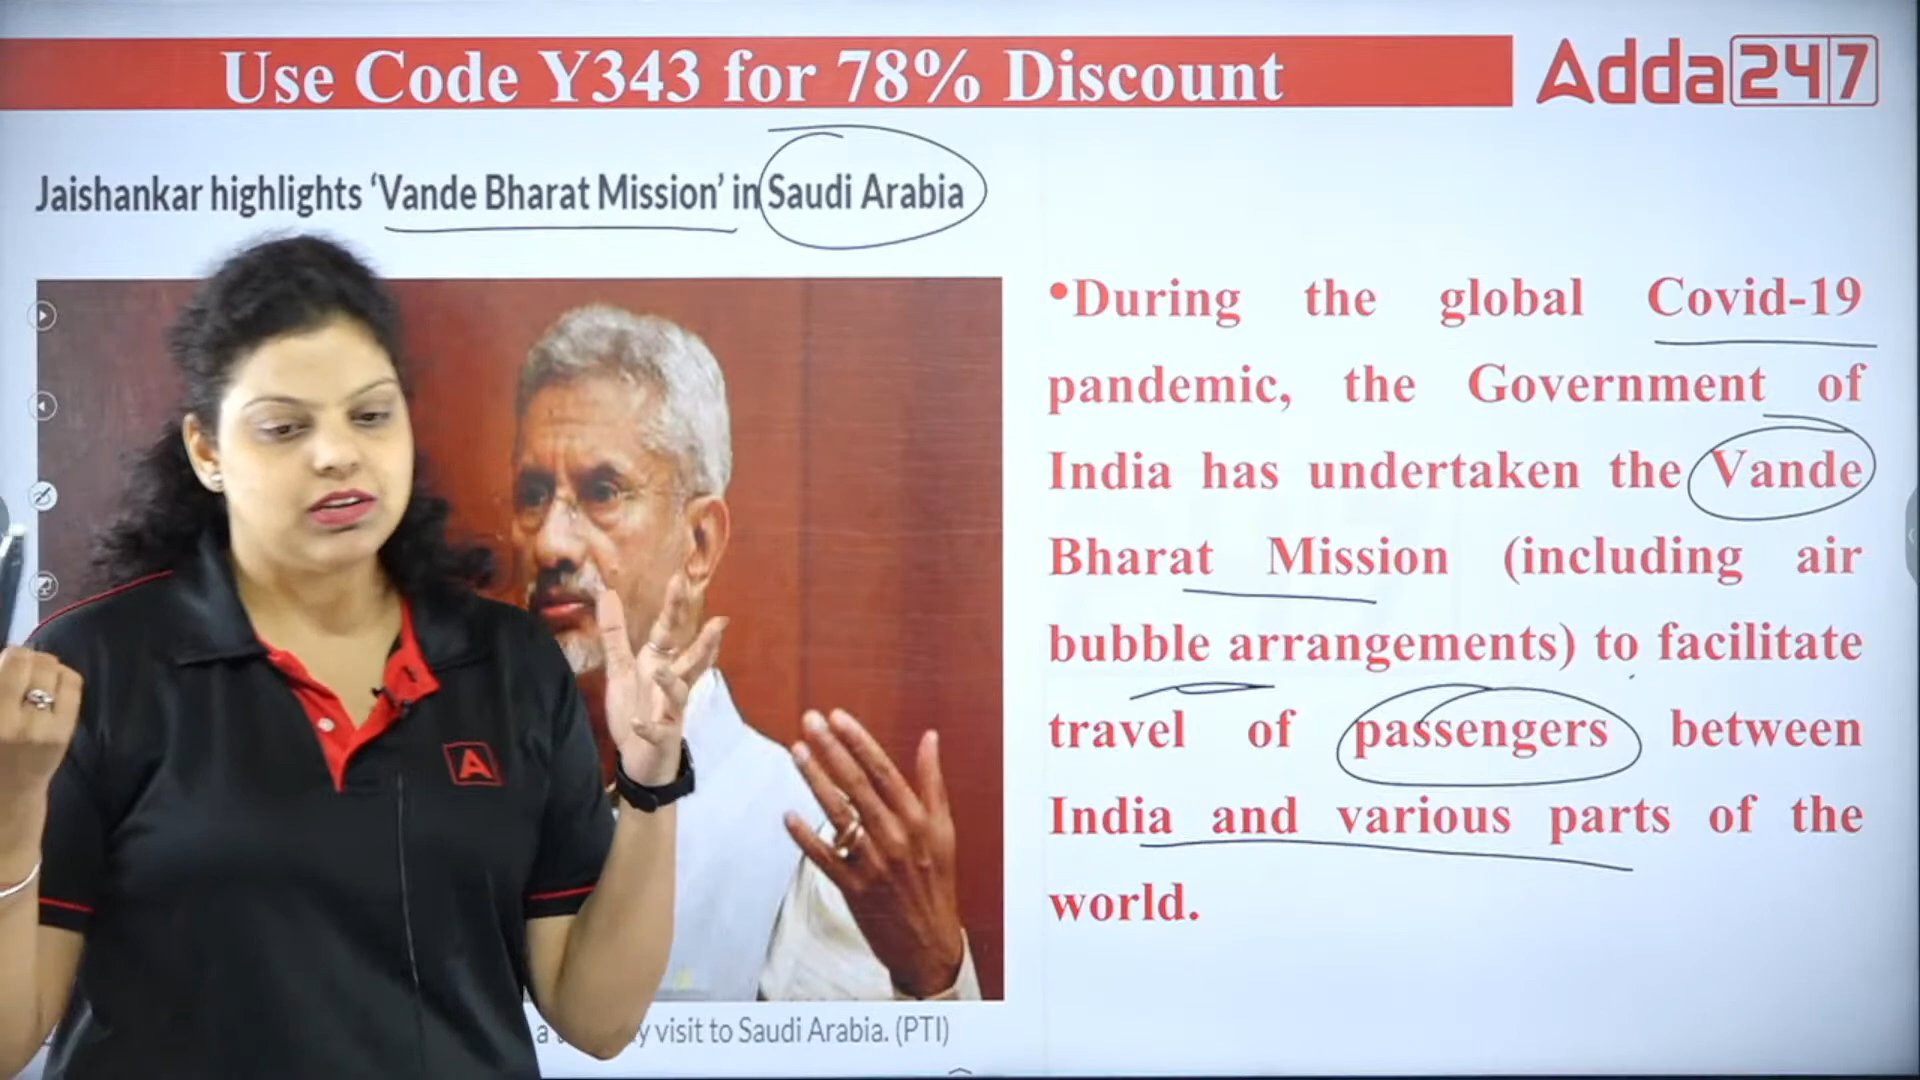 Use Code Y343 for 78% Discount
Adda247
Jaishankar highlights ‘Vande Bharat Mission’ in Saudi Arabia
•During the global Covid-19
pandemic, the Government of
India has undertaken the Vande
Bharat Mission (including air
bubble arrangements) to facilitate
travel of passengers between
India and various parts of the
world.
A
a visit to Saudi Arabia. (PTI)